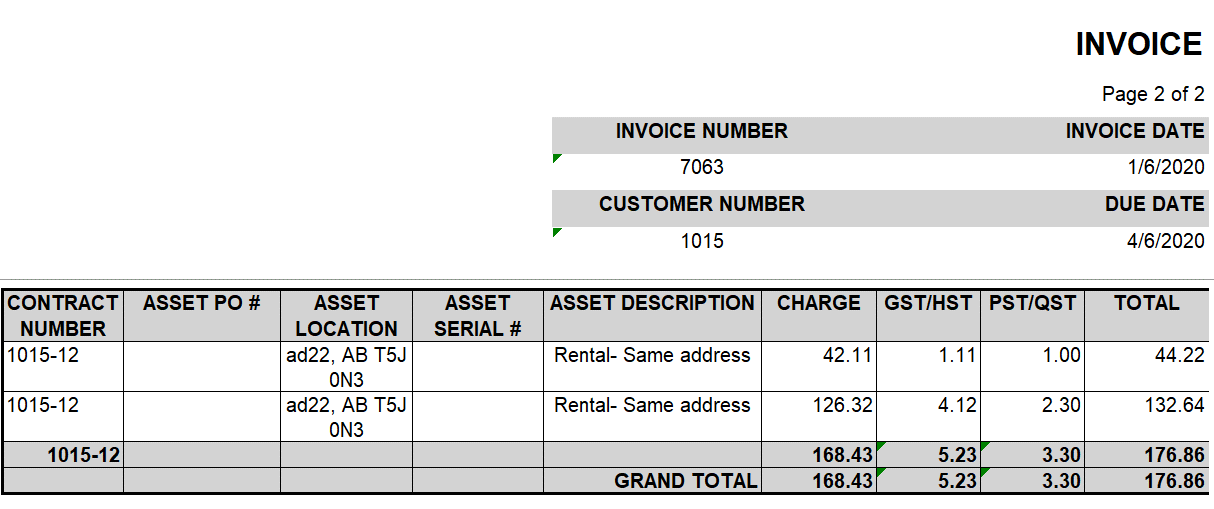 INVOICE
Page 2 of 2
INVOICE NUMBER INVOICE DATE
7063 1/6/2020
CUSTOMER NUMBER DUE DATE
1015 4/6/2020
CONTRACT NUMBER ASSET PO # ASSET LOCATION ASSET SERIAL # ASSET DESCRIPTION CHARGE GST/HST PST/QST TOTAL
1015-12 ad22, AB T5J 0N3 Rental- Same address 42.11 1.11 1.00 44.22
1015-12 ad22, AB T5J 0N3 Rental- Same address 126.32 4.12 2.30 132.64
1015-12 168.43 5.23 3.30 176.86
GRAND TOTAL 168.43 5.23 3.30 176.86